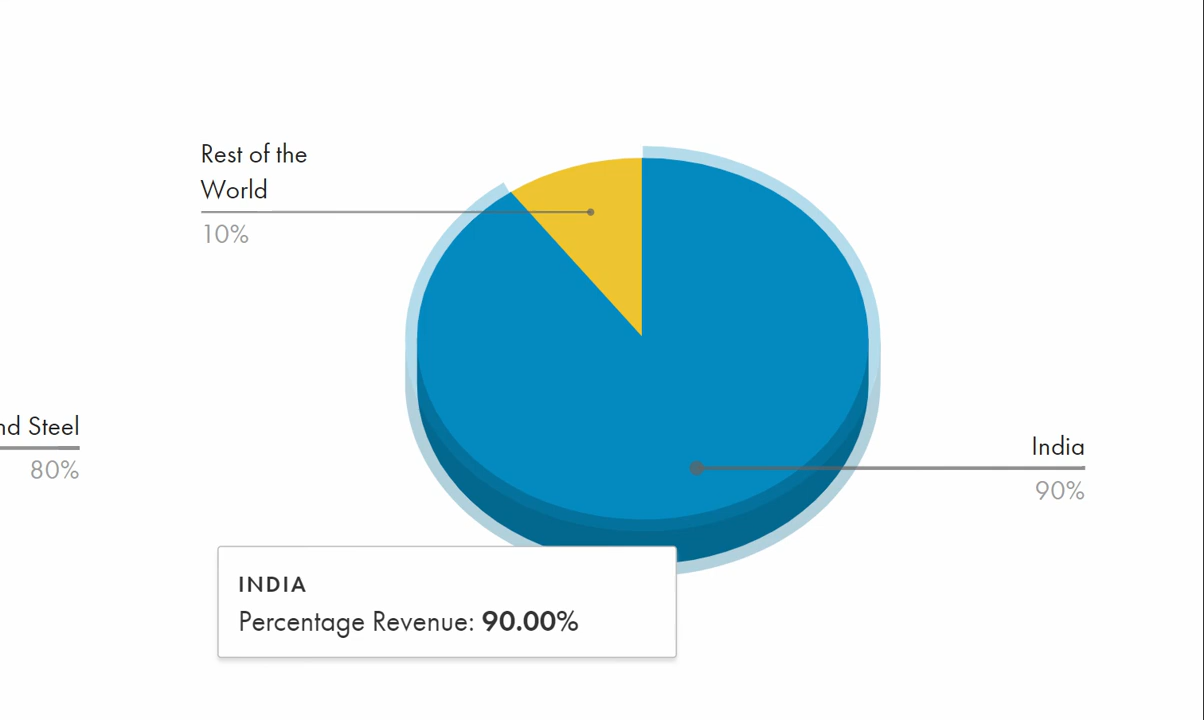 Rest of the
World
10%
nd Steel
80%
India
90%
INDIA
Percentage Revenue: 90.00%